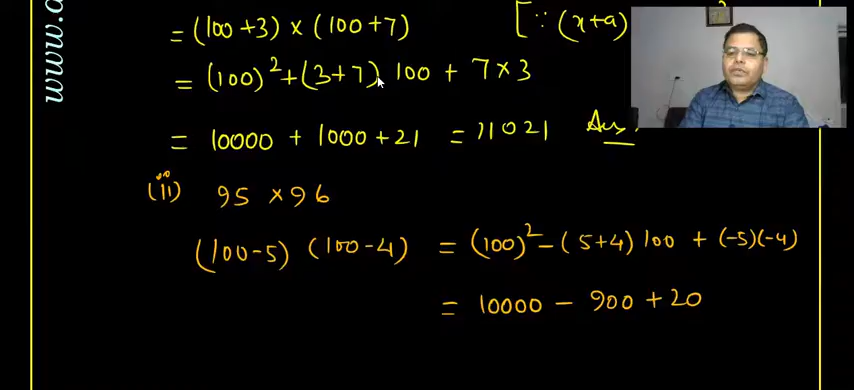 www.a
= (100+3) × (100+7) [∵ (x+a)
= (100)² + (3+7) 100 + 7×3
= 10000 + 1000 + 21 = 11021 Ans.
(ii) 95 × 96
(100-5) (100-4) = (100)² - (5+4) 100 + (-5)(-4)
= 10000 - 900 + 20